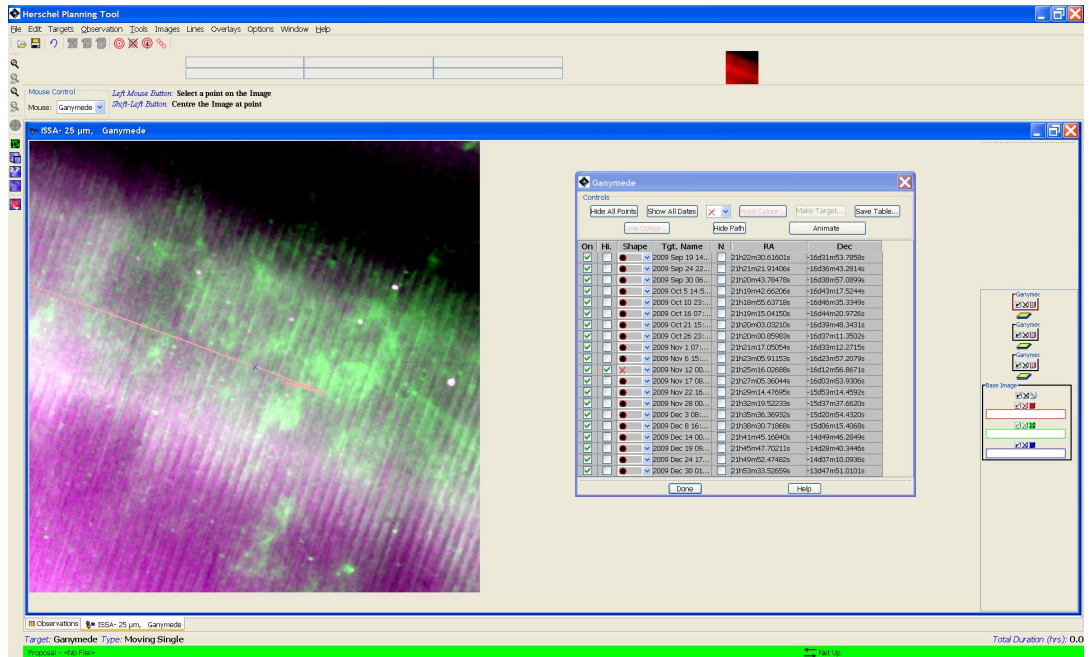 Herschel Planning Tool
File Edit Targets Observation Tools Images Lines Overlays Options Window Help
Mouse Control
Left Mouse Button: Select a point on the Image
Mouse: Ganymede
Shift-Left Button: Centre the Image at point
ISSA- 25 µm, Ganymede
Ganymede
Controls
Hide All Points Show All Dates Point Colour... Make Target... Save Table...
Line Colour... Hide Path Animate
On Hi. Shape Tgt. Name N RA Dec
2009 Sep 19 14... 21h22m30.61601s -16d31m53.7858s
2009 Sep 24 22... 21h21m21.91406s -16d36m43.2814s
2009 Sep 30 06... 21h20m43.78478s -16d38m57.0899s
2009 Oct 5 14:5... 21h19m42.66206s -16d43m17.5244s
2009 Oct 10 23:... 21h18m55.63718s -16d46m35.3349s
2009 Oct 16 07:... 21h19m15.04150s -16d44m20.9726s
2009 Oct 21 15:... 21h20m03.03210s -16d39m48.3431s
2009 Oct 26 23:... 21h20m30.85983s -16d37m11.3502s
2009 Nov 1 07:... 21h21m17.05054s -16d33m12.2715s
2009 Nov 6 15:... 21h23m05.91153s -16d23m57.2079s
2009 Nov 12 00... 21h25m16.02688s -16d12m56.8671s
2009 Nov 17 08... 21h27m05.36044s -16d03m53.9306s
2009 Nov 22 16... 21h29m14.47695s -15d53m14.4592s
2009 Nov 28 00... 21h32m19.52233s -15d37m37.6620s
2009 Dec 3 08:... 21h35m36.36932s -15d20m54.4320s
2009 Dec 8 16:... 21h38m30.71868s -15d06m15.4068s
2009 Dec 14 00... 21h41m45.16840s -14d49m46.2849s
2009 Dec 19 09... 21h45m47.70211s -14d28m40.3446s
2009 Dec 24 17... 21h49m52.47482s -14d07m10.0936s
2009 Dec 30 01... 21h53m33.52659s -13d47m51.0101s
Done Help
Ganymec
Ganymec
Ganymec
Base Image
Observations ISSA- 25 µm, Ganymede
Target: Ganymede Type: Moving Single Total Duration (hrs): 0.0
Proposal - <No File> Net Up